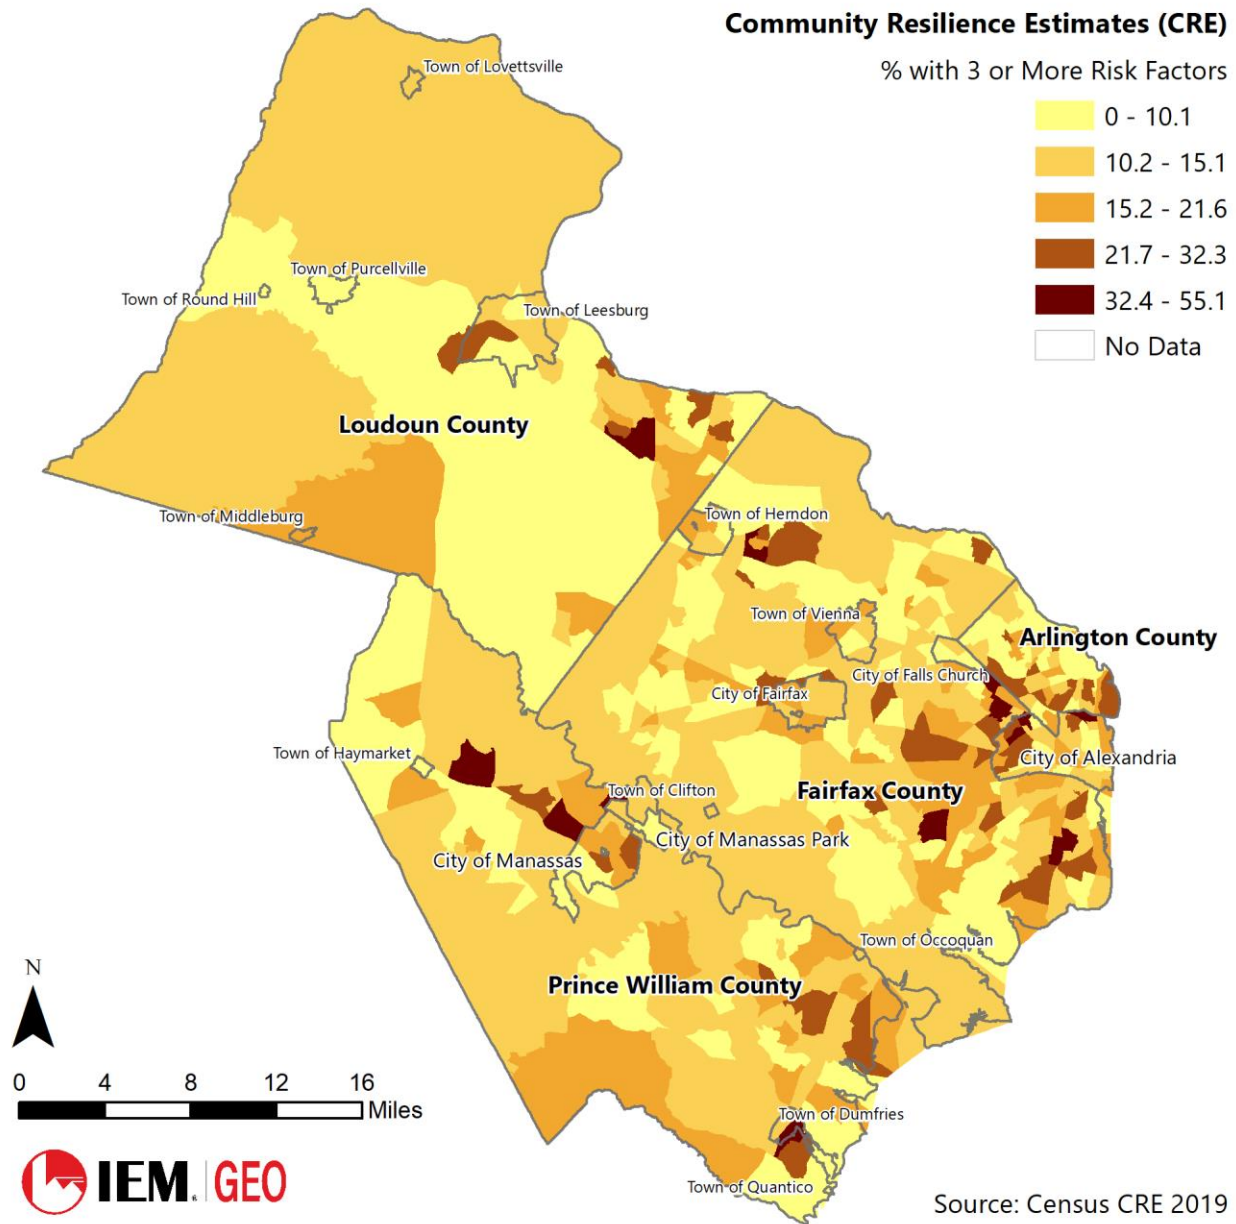 Community Resilience Estimates (CRE)
% with 3 or More Risk Factors
0 - 10.1
10.2 - 15.1
15.2 - 21.6
21.7 - 32.3
32.4 - 55.1
No Data
Town of Lovettsville
Town of Purcellville
Town of Round Hill
Town of Leesburg
Loudoun County
Town of Middleburg
Town of Herndon
Town of Vienna
Arlington County
City of Falls Church
City of Fairfax
Town of Haymarket
City of Alexandria
Town of Clifton
Fairfax County
City of Manassas Park
City of Manassas
Town of Occoquan
Prince William County
Town of Dumfries
Town of Quantico
N
0 4 8 12 16
Miles
IEM. GEO
Source: Census CRE 2019